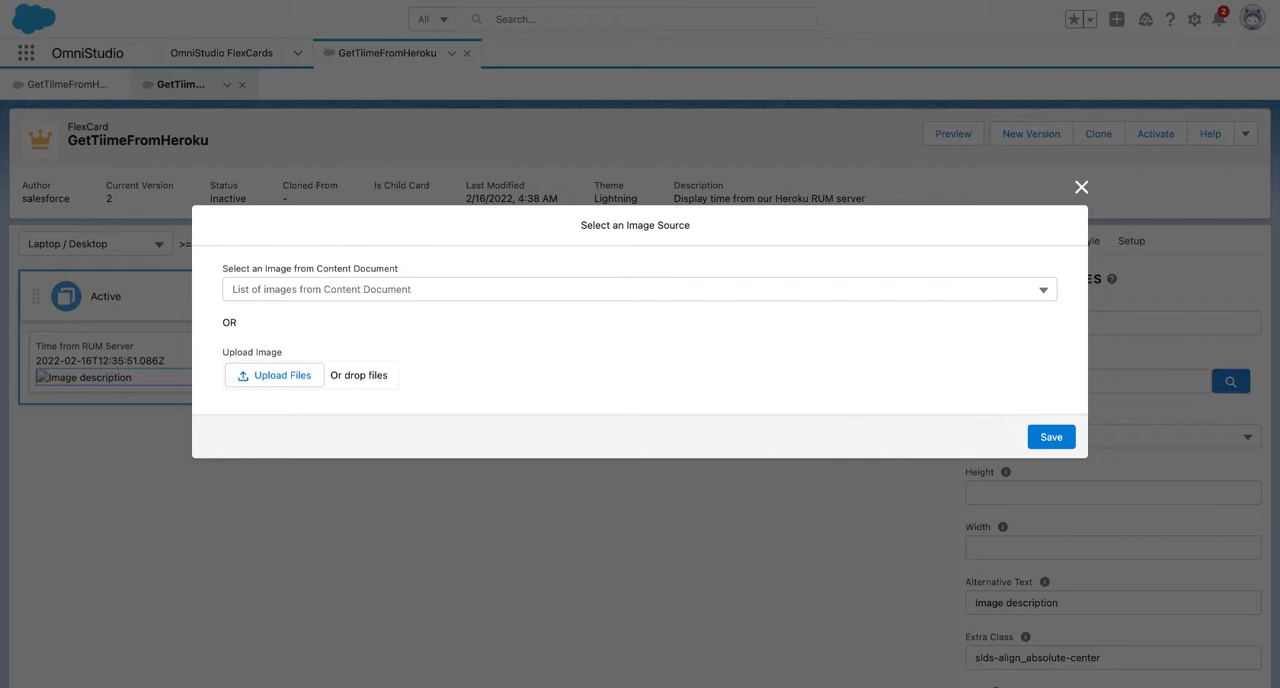 All
Search...
2
OmniStudio
OmniStudio FlexCards
GetTiimeFromHeroku
GetTiimeFromH...
GetTiim...
FlexCard
GetTiimeFromHeroku
Preview
New Version
Clone
Activate
Help
Author
Current Version
Status
Cloned From
Is Child Card
Last Modified
Theme
Description
salesforce
2
Inactive
-
2/16/2022, 4:38 AM
Lightning
Display time from our Heroku RUM server
Select an Image Source
Laptop / Desktop
>=
yle
Setup
Select an Image from Content Document
List of images from Content Document
ES
Active
OR
Time from RUM Server
2022-02-16T12:35:51.086Z
Image description
Upload Image
Upload Files
Or drop files
Save
Height
Width
Alternative Text
Image description
Extra Class
slds-align_absolute-center